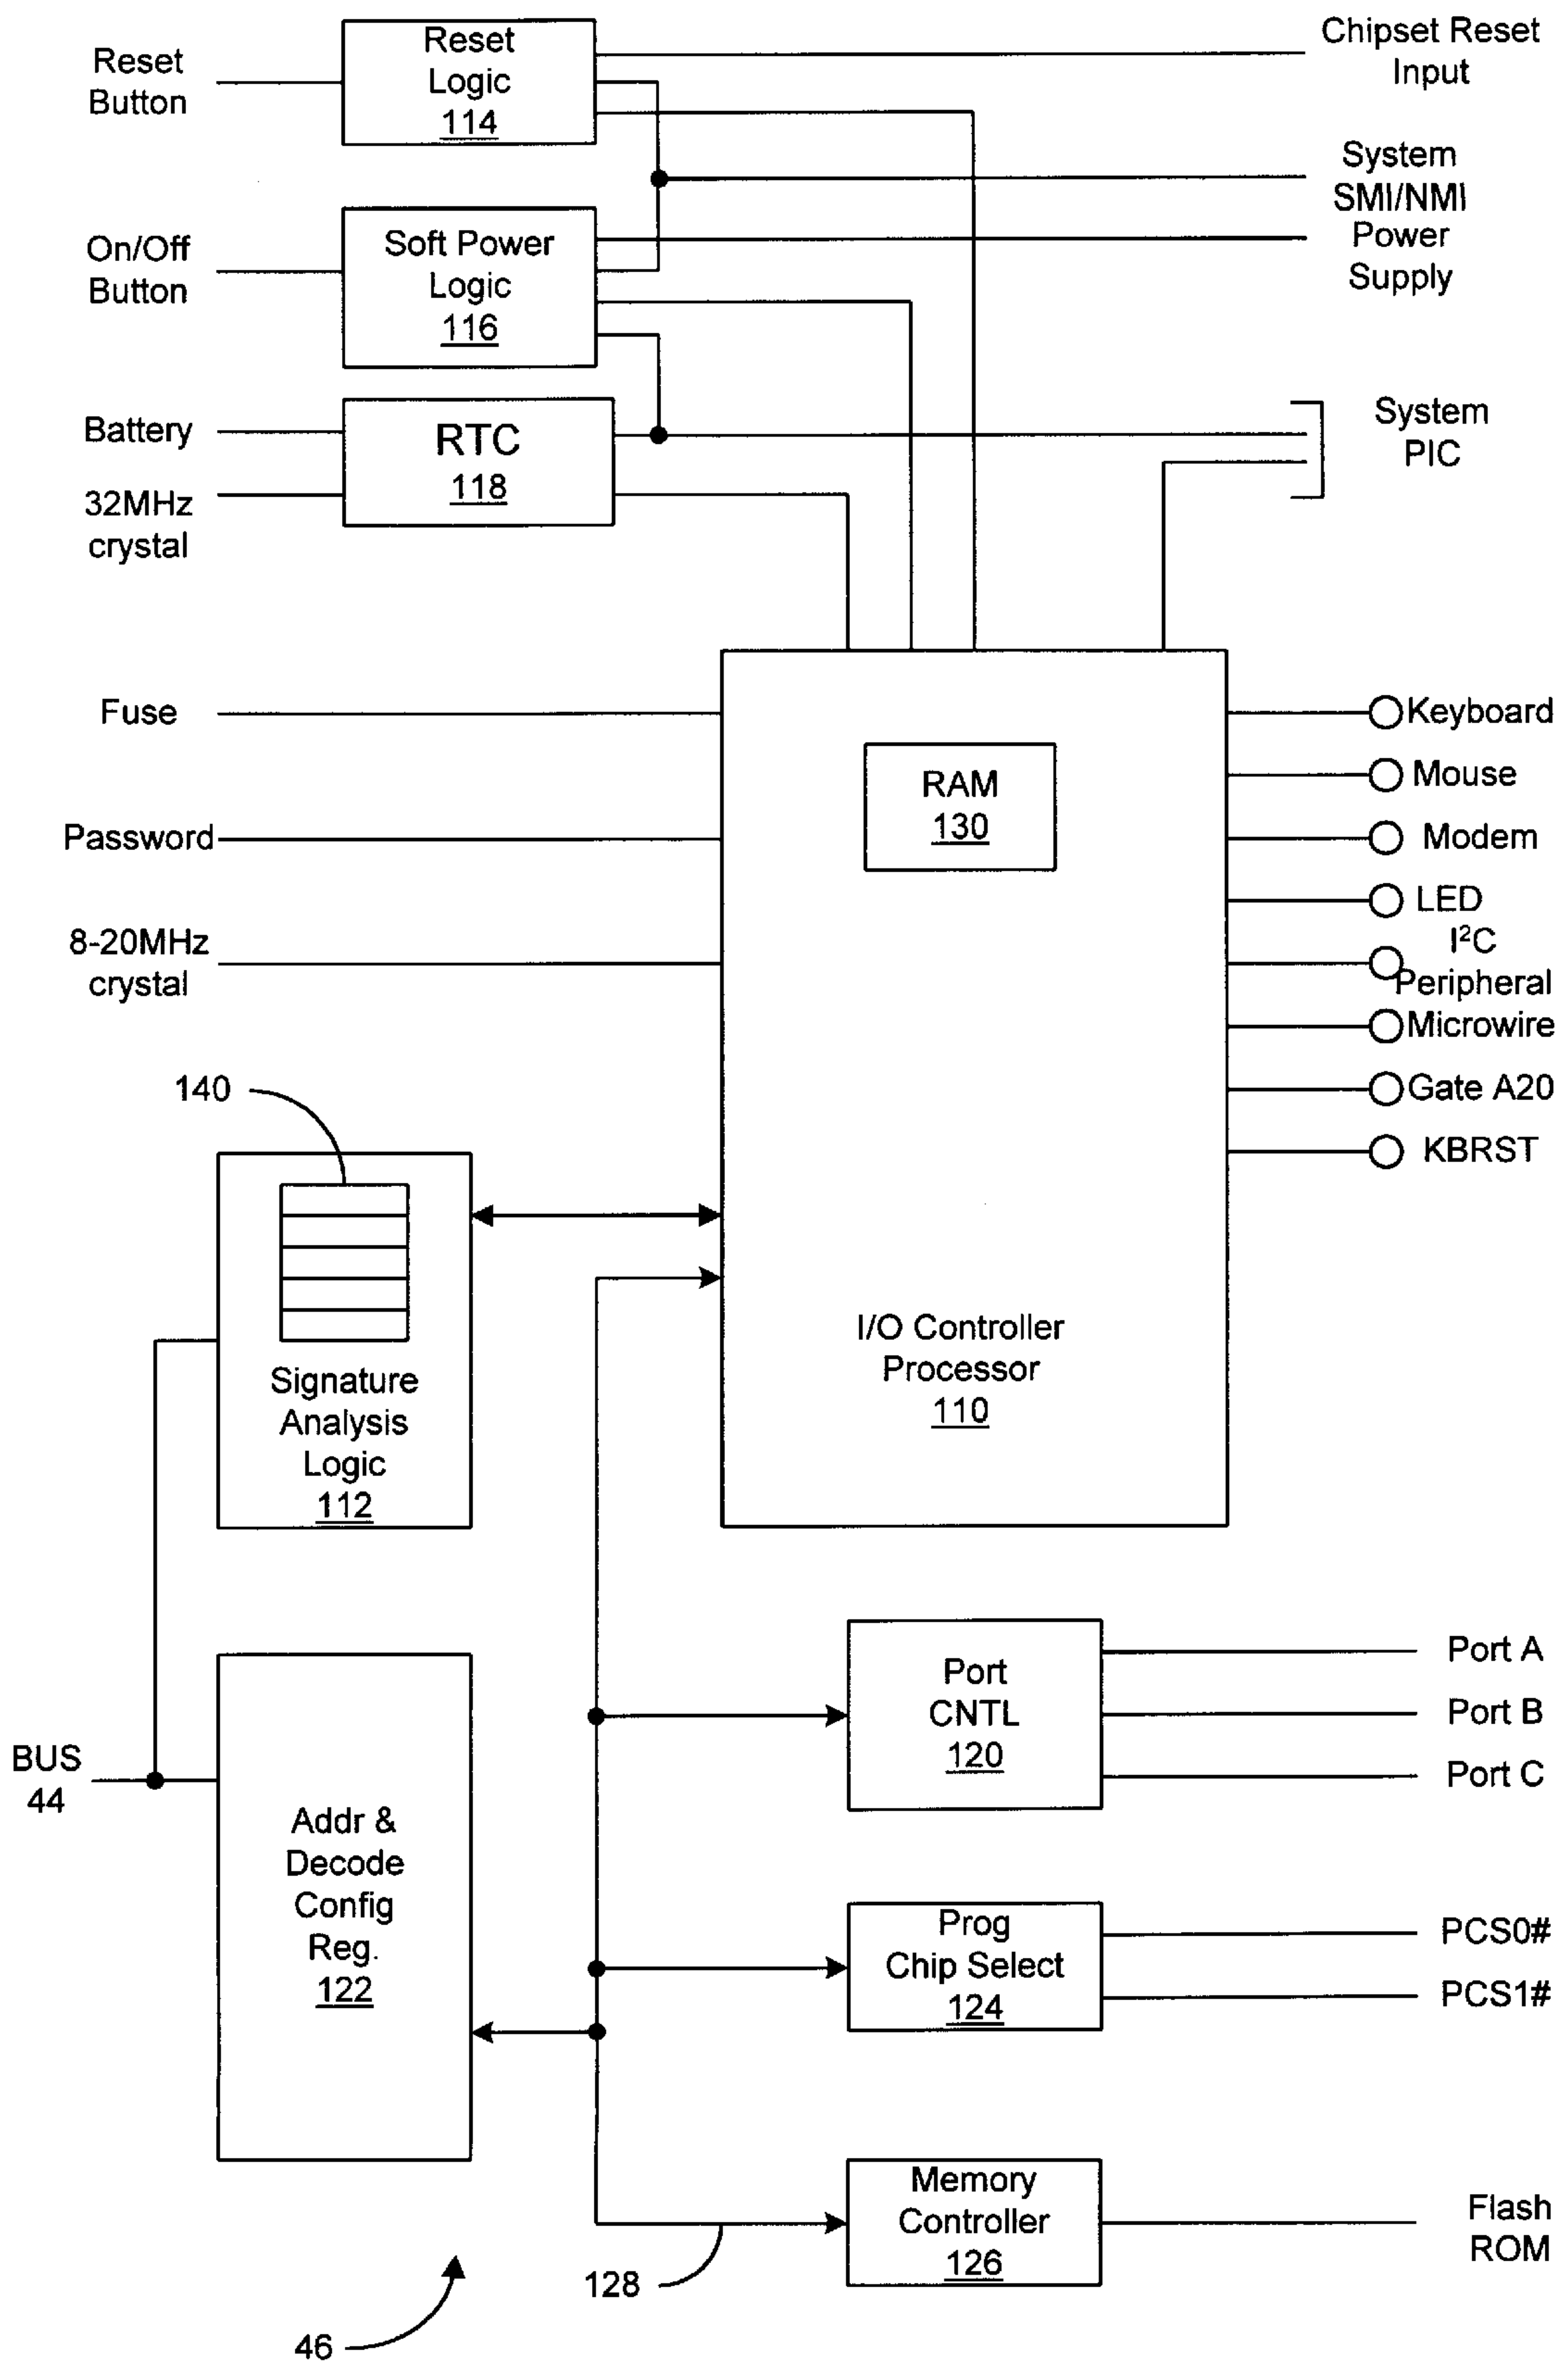 Reset
Button
Reset
Logic
114
Chipset Reset
Input
System
SMI/NMI
On/Off
Button
Soft Power
Logic
116
Power
Supply
Battery
32MHz
crystal
RTC
118
System
PIC
Fuse
Password
8-20MHz
crystal
RAM
130
I/O Controller
Processor
110
Keyboard
Mouse
Modem
LED
I²C
Peripheral
Microwire
Gate A20
KBRST
140
Signature
Analysis
Logic
112
BUS
44
Addr &
Decode
Config
Reg.
122
Port
CNTL
120
Port A
Port B
Port C
Prog
Chip Select
124
PCS0#
PCS1#
Memory
Controller
126
Flash
ROM
128
46